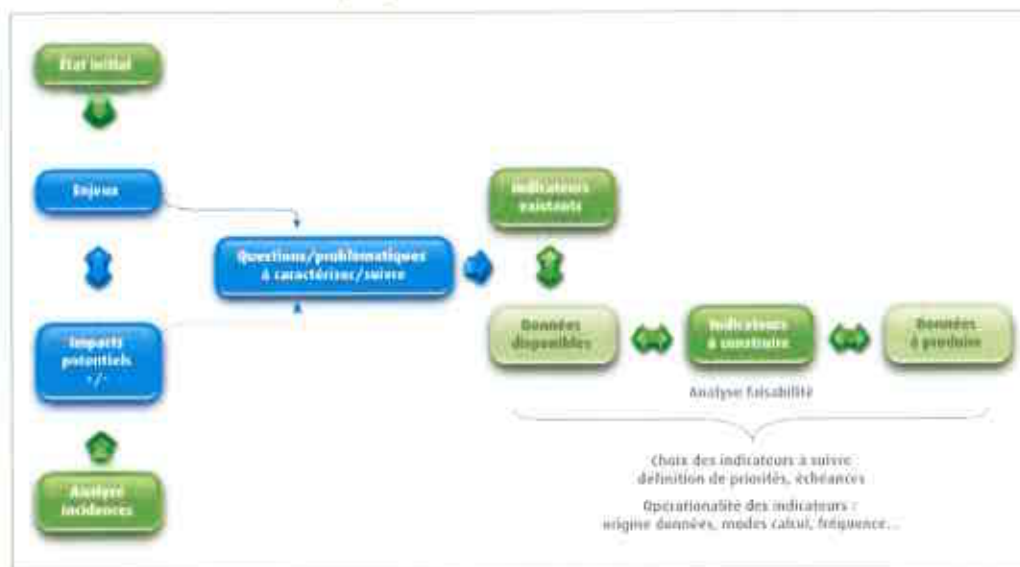 État initial
Enjeux
Questions/problématiques
à caractériser/suivre
Impacts
potentiels
+/-
Analyse
incidences
Indicateurs
existants
Données
disponibles
Indicateurs
à construire
Données
à produire
Analyse faisabilité
Choix des indicateurs à suivre
définition de priorités, échéances
Opérationalité des indicateurs :
origine données, modes calcul, fréquence...